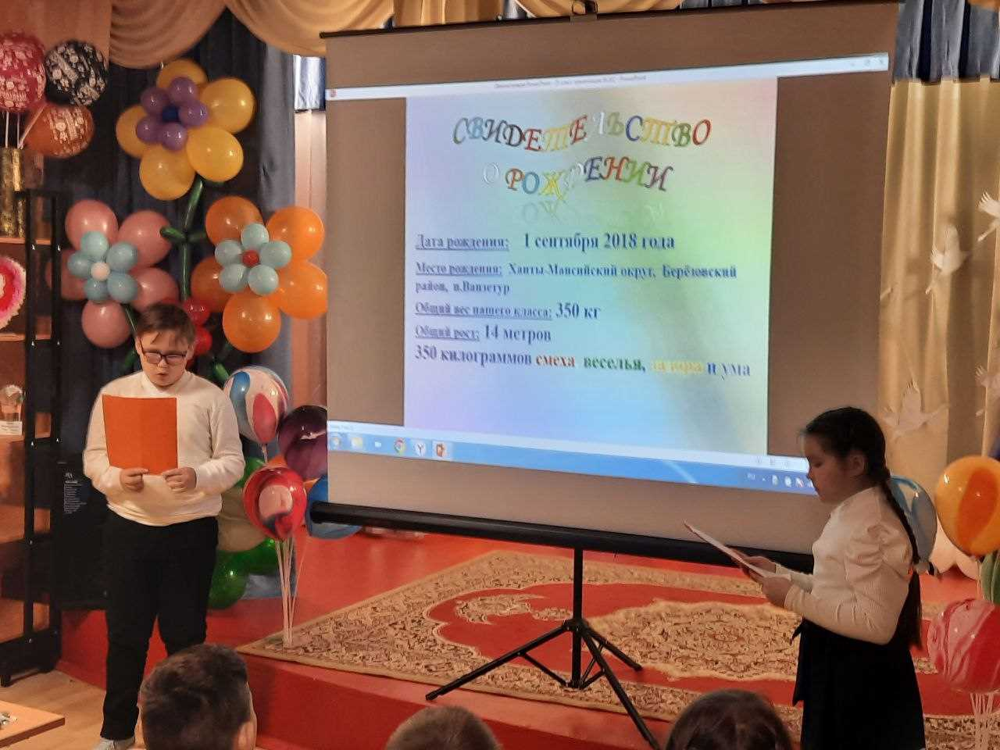 СВИДЕТЕЛЬСТВО
О РОЖДЕНИИ
Дата рождения: 1 сентября 2018 года
Место рождения: Ханты-Мансийский округ, Берёзовский
район, п.Ванзетур
Общий вес нашего класса: 350 кг
Общий рост: 14 метров
350 килограммов смеха веселья, задора и ума
RU